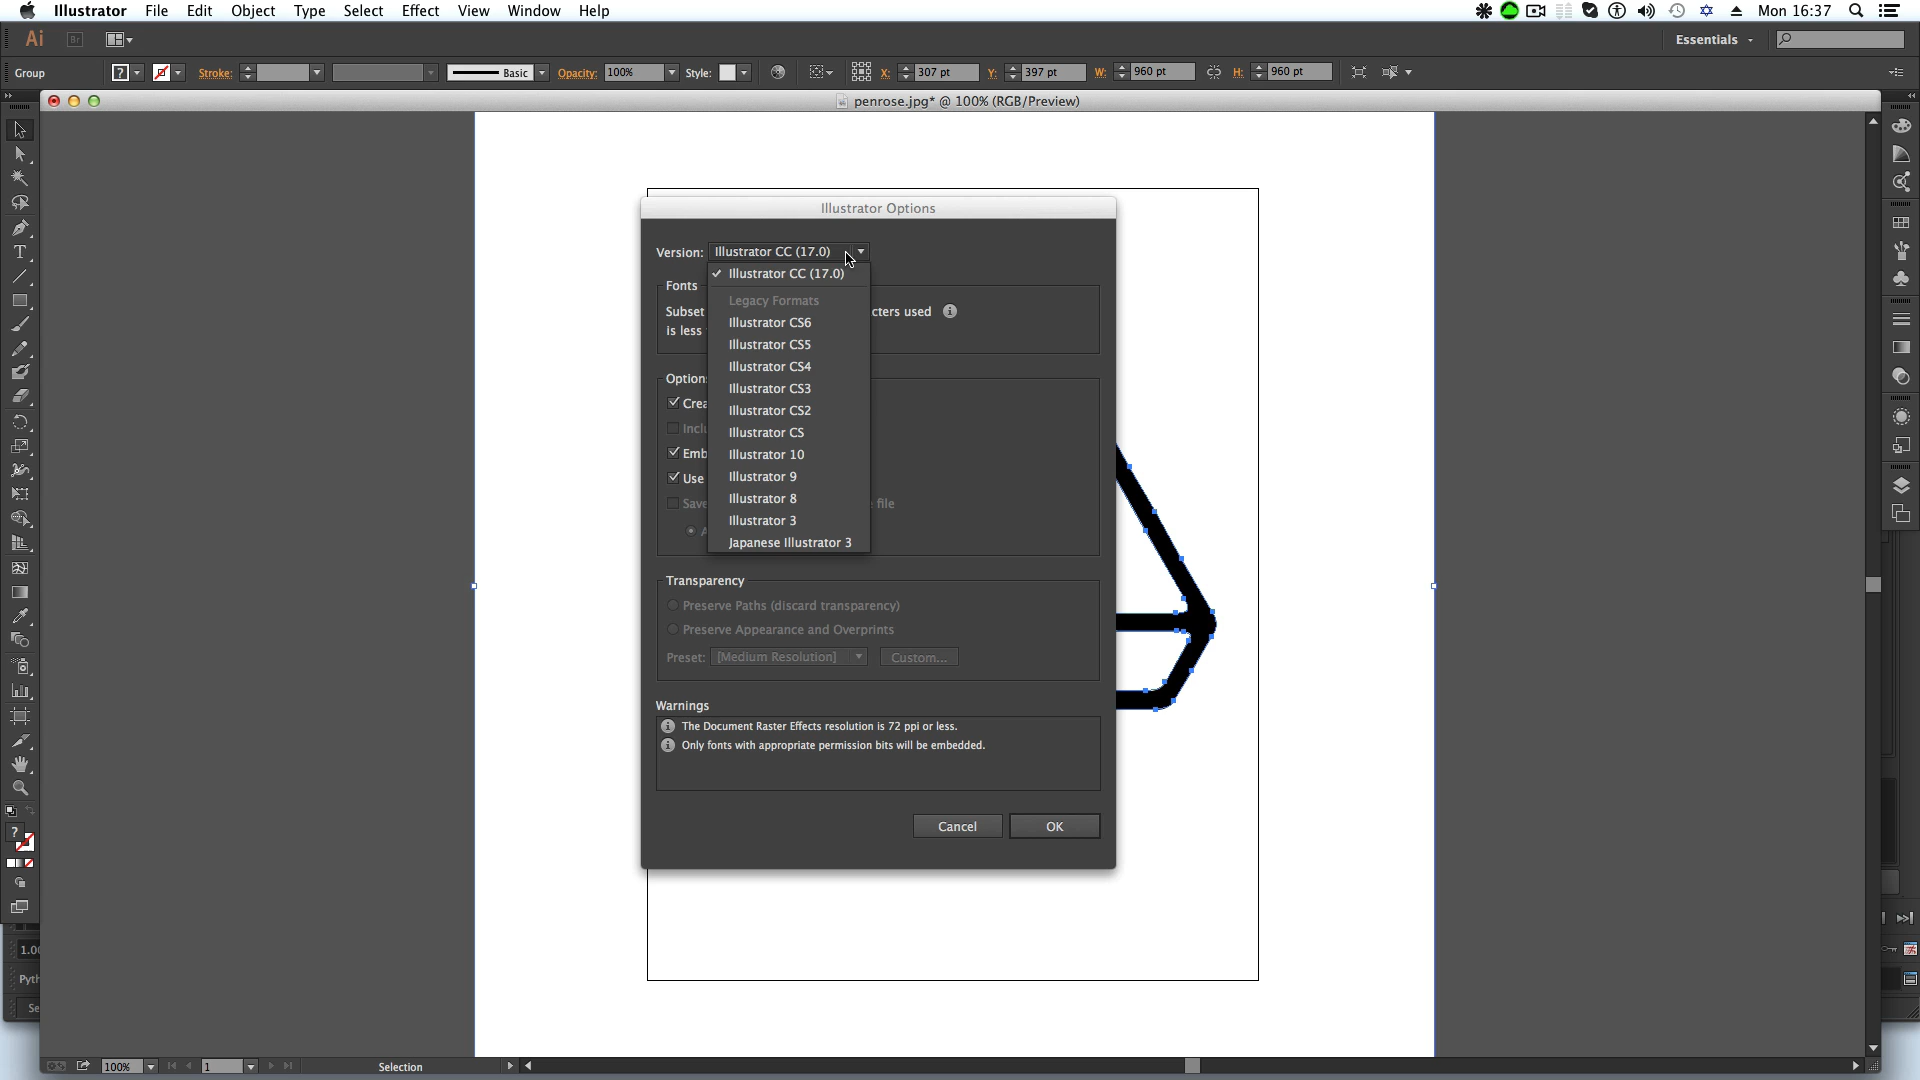 Illustrator File Edit Object Type Select Effect View Window Help Mon 16:37
Ai Br Essentials
Group ? Stroke: Basic Opacity: 100% Style: X: 307 pt Y: 397 pt W: 960 pt H: 960 pt
penrose.jpg* @ 100% (RGB/Preview)
Illustrator Options
Version: Illustrator CC (17.0)
Illustrator CC (17.0)
Legacy Formats
Illustrator CS6
Illustrator CS5
Illustrator CS4
Illustrator CS3
Illustrator CS2
Illustrator CS
Illustrator 10
Illustrator 9
Illustrator 8
Illustrator 3
Japanese Illustrator 3
Fonts
Subset cters used
is less
Option
Crea
Inclu
Emb
Use
Save file
A
Transparency
Preserve Paths (discard transparency)
Preserve Appearance and Overprints
Preset: [Medium Resolution] Custom...
Warnings
The Document Raster Effects resolution is 72 ppi or less.
Only fonts with appropriate permission bits will be embedded.
Cancel OK
T
?
1.00
Pyth
Se
100% 1 Selection